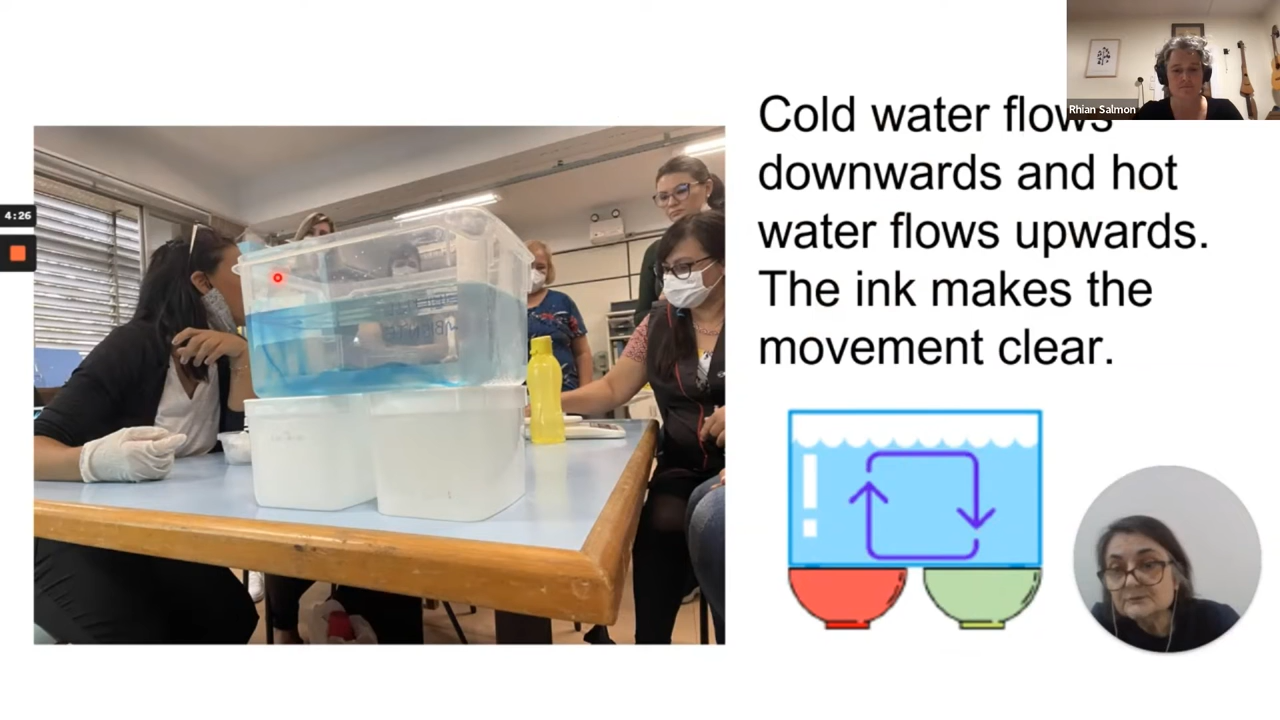 Rhian Salmon
Cold water flows
downwards and hot
water flows upwards.
The ink makes the
movement clear.
4:26